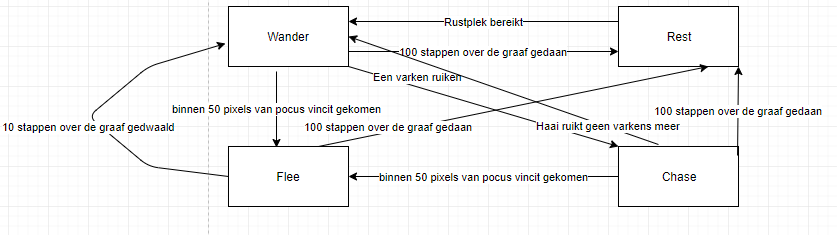 Wander
Rustplek bereikt
Rest
100 stappen over de graaf gedaan
Een varken ruiken
binnen 50 pixels van pocus vincit gekomen
100 stappen over de graaf gedaan
10 stappen over de graaf gedwaald
100 stappen over de graaf gedaan
Haai ruikt geen varkens meer
Flee
binnen 50 pixels van pocus vincit gekomen
Chase